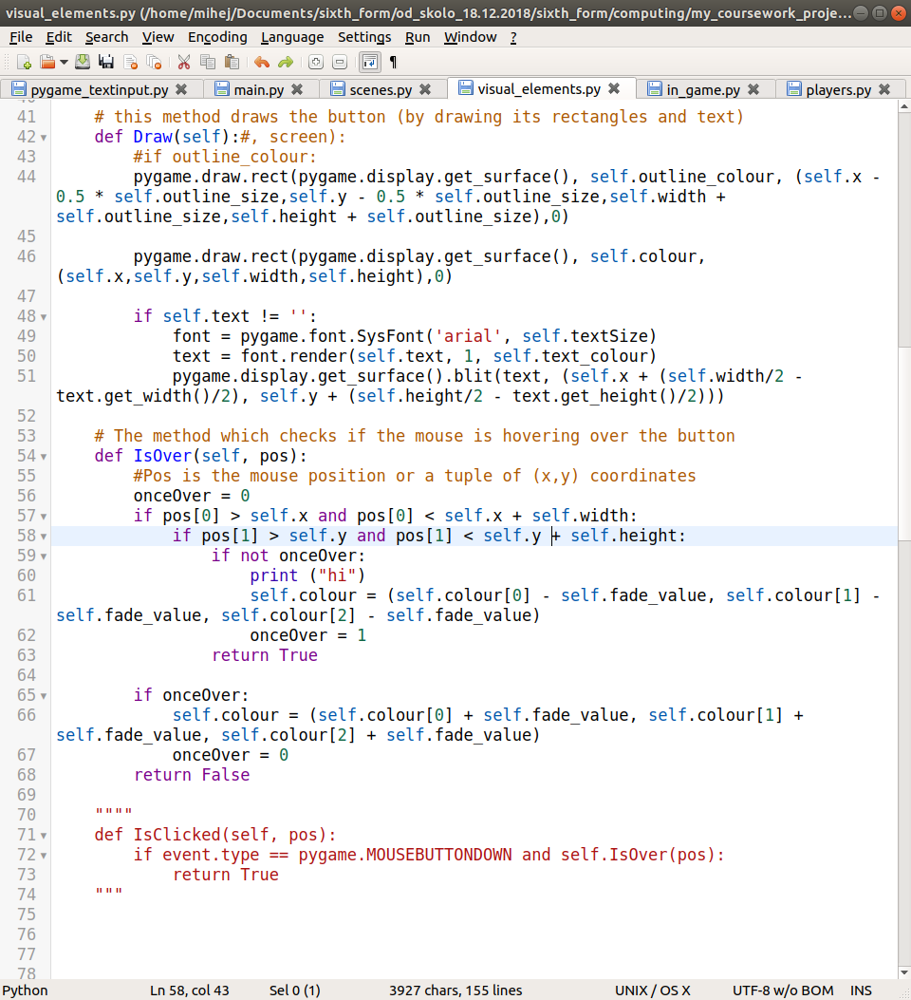 visual_elements.py (/home/mihej/Documents/sixth_form/od_skolo_18.12.2018/sixth_form/computing/my_coursework_proje...
File Edit Search View Encoding Language Settings Run Window ?
pygame_textinput.py main.py scenes.py visual_elements.py in_game.py players.py
41     # this method draws the button (by drawing its rectangles and text)
42     def Draw(self):#, screen):
43         #if outline_colour:
44         pygame.draw.rect(pygame.display.get_surface(), self.outline_colour, (self.x -
0.5 * self.outline_size,self.y - 0.5 * self.outline_size,self.width +
self.outline_size,self.height + self.outline_size),0)
45
46         pygame.draw.rect(pygame.display.get_surface(), self.colour,
(self.x,self.y,self.width,self.height),0)
47
48         if self.text != '':
49             font = pygame.font.SysFont('arial', self.textSize)
50             text = font.render(self.text, 1, self.text_colour)
51             pygame.display.get_surface().blit(text, (self.x + (self.width/2 -
text.get_width()/2), self.y + (self.height/2 - text.get_height()/2)))
52
53     # The method which checks if the mouse is hovering over the button
54     def IsOver(self, pos):
55         #Pos is the mouse position or a tuple of (x,y) coordinates
56         onceOver = 0
57         if pos[0] > self.x and pos[0] < self.x + self.width:
58             if pos[1] > self.y and pos[1] < self.y + self.height:
59                 if not onceOver:
60                     print ("hi")
61                     self.colour = (self.colour[0] - self.fade_value, self.colour[1] -
self.fade_value, self.colour[2] - self.fade_value)
62                     onceOver = 1
63                 return True
64
65         if onceOver:
66             self.colour = (self.colour[0] + self.fade_value, self.colour[1] +
self.fade_value, self.colour[2] + self.fade_value)
67             onceOver = 0
68         return False
69
70     """"
71     def IsClicked(self, pos):
72         if event.type == pygame.MOUSEBUTTONDOWN and self.IsOver(pos):
73             return True
74     """
75
76
77
78
Python Ln 58, col 43 Sel 0 (1) 3927 chars, 155 lines UNIX / OS X UTF-8 w/o BOM INS